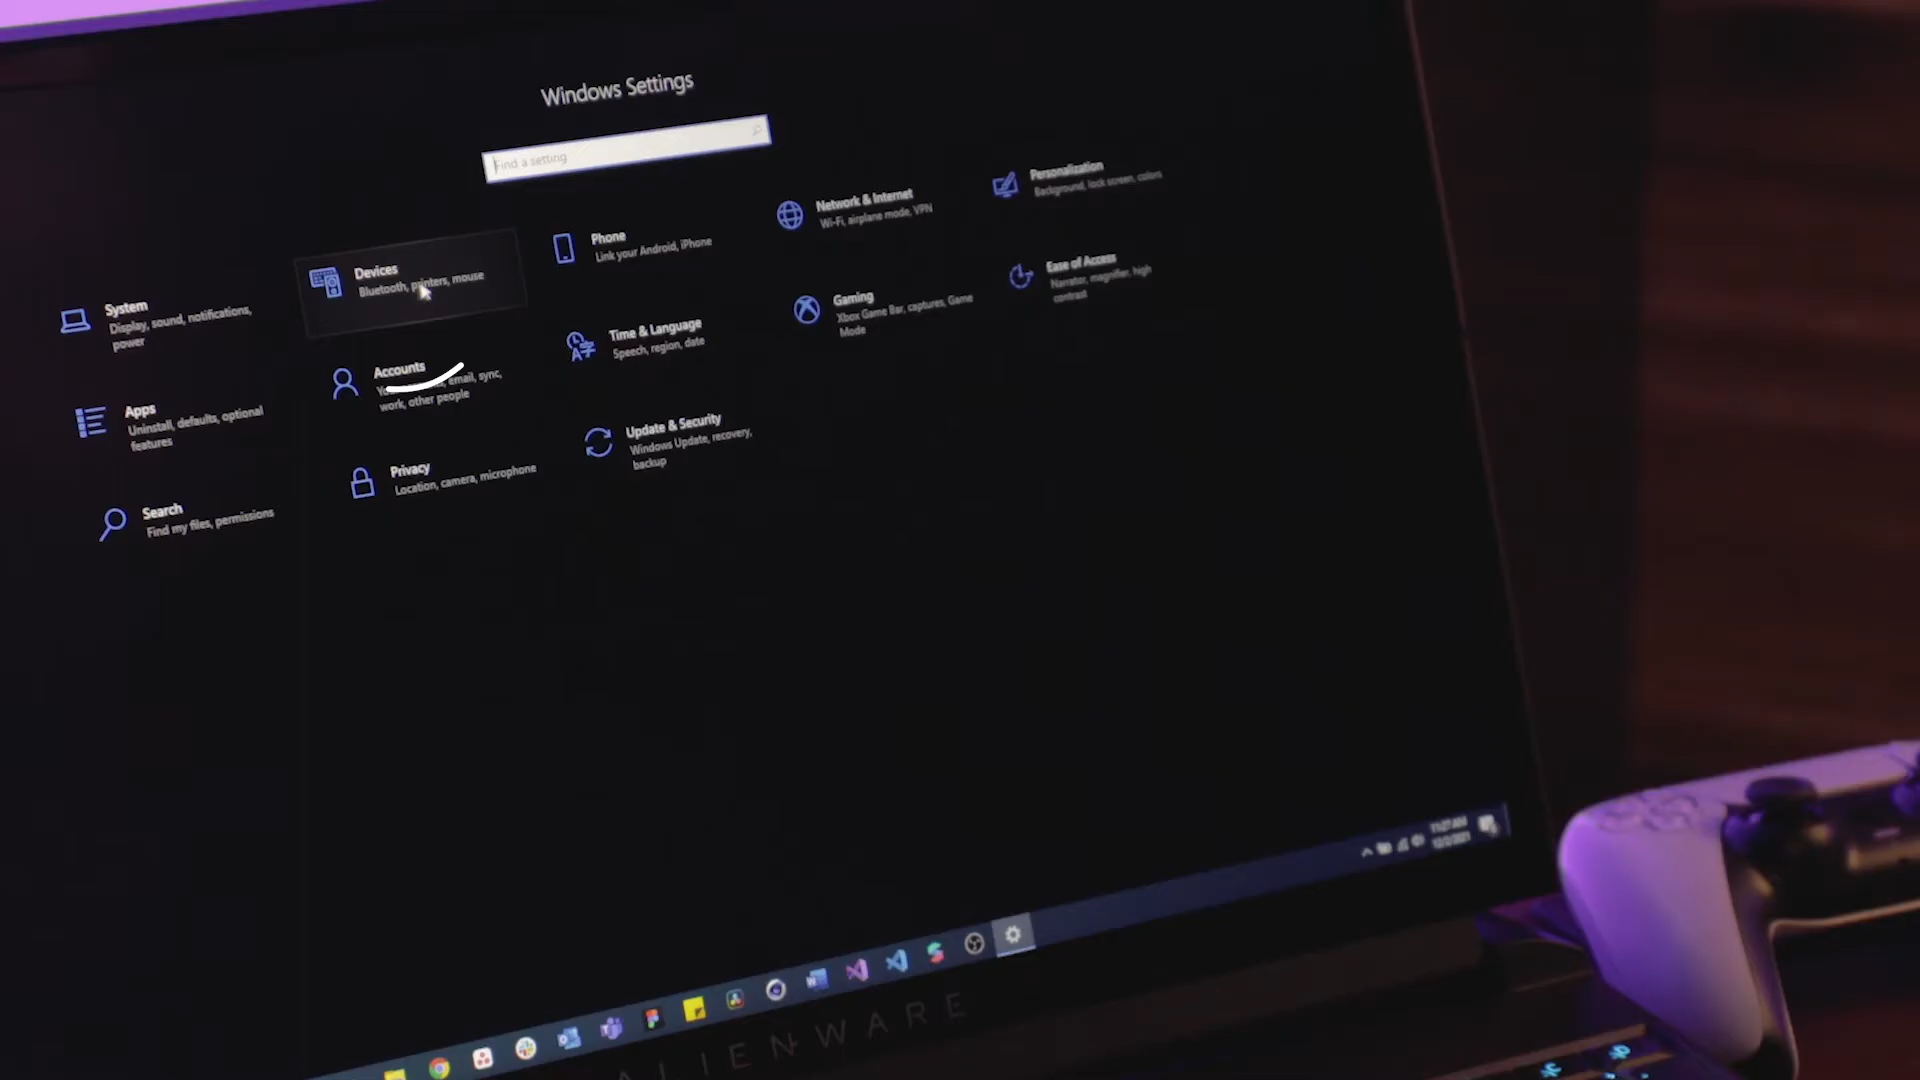 Windows Settings
Find a setting
System
Display, sound, notifications,
power
Devices
Bluetooth, printers, mouse
Phone
Link your Android, iPhone
Network & Internet
Wi-Fi, airplane mode, VPN
Personalization
Background, lock screen, colors
Apps
Uninstall, defaults, optional
features
Accounts
email, sync,
work, other people
Time & Language
Speech, region, date
Gaming
Xbox Game Bar, captures, Game
Mode
Ease of Access
Narrator, magnifier, high
contrast
Search
Find my files, permissions
Privacy
Location, camera, microphone
Update & Security
Windows Update, recovery,
backup
11:27 AM
ALIENWARE